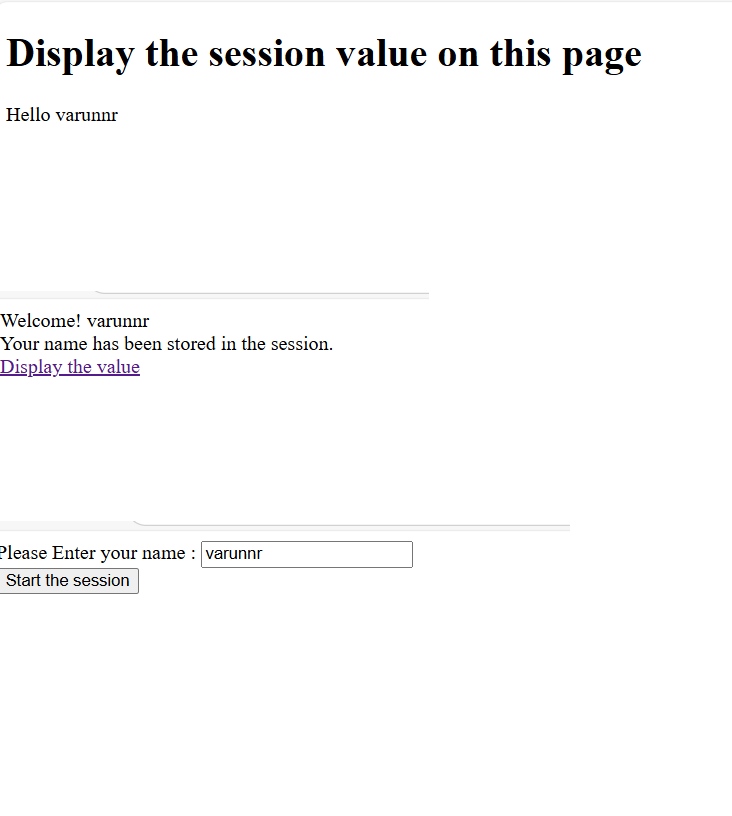 Display the session value on this page
Hello varunnr
Welcome! varunnr
Your name has been stored in the session.
Display the value
Please Enter your name : varunnr
Start the session